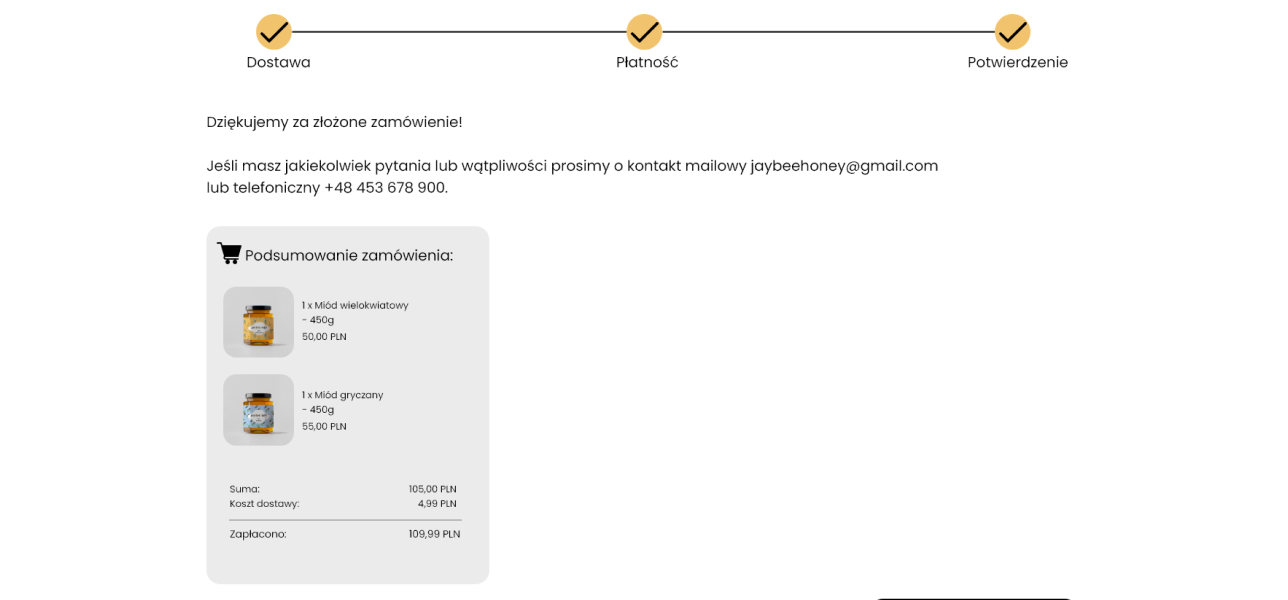 Dostawa Płatność Potwierdzenie
Dziękujemy za złożone zamówienie!
Jeśli masz jakiekolwiek pytania lub wątpliwości prosimy o kontakt mailowy jaybeehoney@gmail.com
lub telefoniczny +48 453 678 900.
Podsumowanie zamówienia:
1 x Miód wielokwiatowy
- 450g
50,00 PLN
1 x Miód gryczany
- 450g
55,00 PLN
Suma: 105,00 PLN
Koszt dostawy: 4,99 PLN
Zapłacono: 109,99 PLN